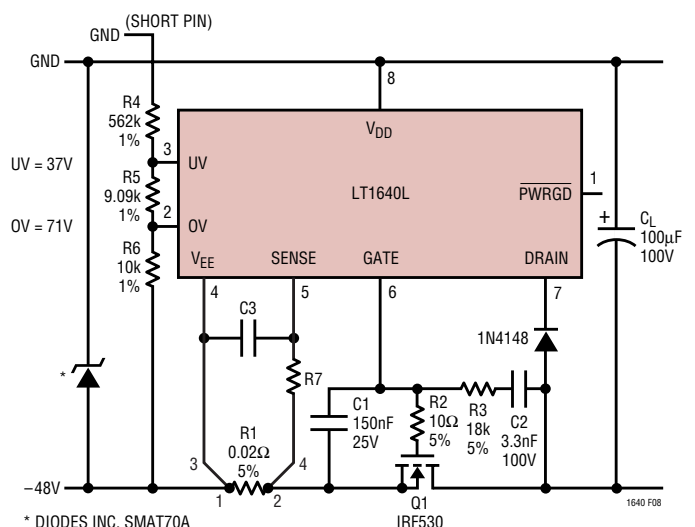 (SHORT PIN)
GND
GND
8
R4
562k
1%
VDD
UV = 37V
3
UV
R5
9.09k
1%
LT1640L
PWRGD
1
OV = 71V
2
OV
R6
10k
1%
VEE
SENSE
GATE
DRAIN
+
CL
100µF
100V
4
5
6
7
C3
1N4148
R7
*
R1
0.02Ω
5%
C1
150nF
25V
R2
10Ω
5%
R3
18k
5%
C2
3.3nF
100V
3
4
–48V
1
2
Q1
IRF530
1640 F08
* DIODES INC. SMAT70A